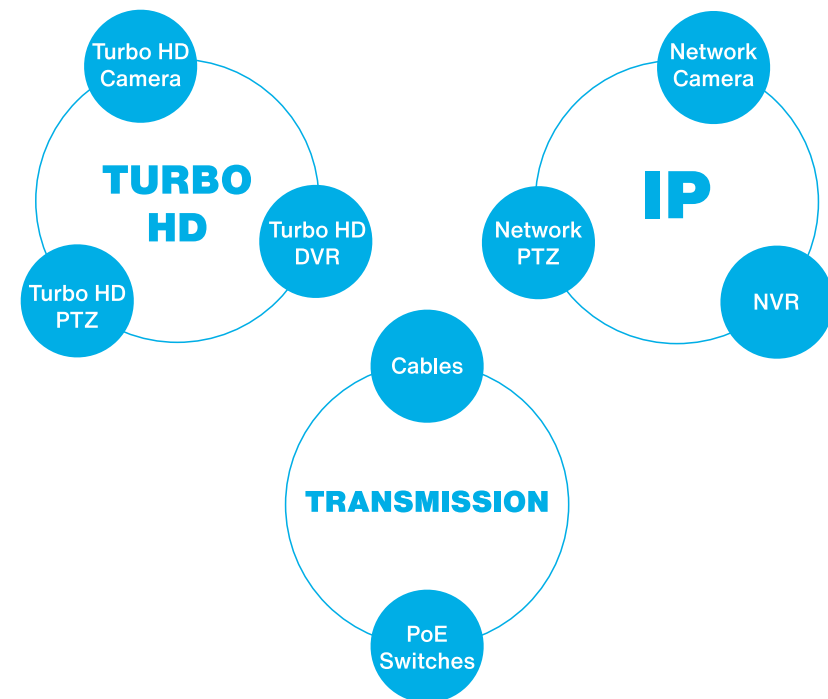 Turbo HD
Camera
TURBO
HD
Turbo HD
DVR
Turbo HD
PTZ
Network
Camera
IP
Network
PTZ
NVR
Cables
TRANSMISSION
PoE
Switches